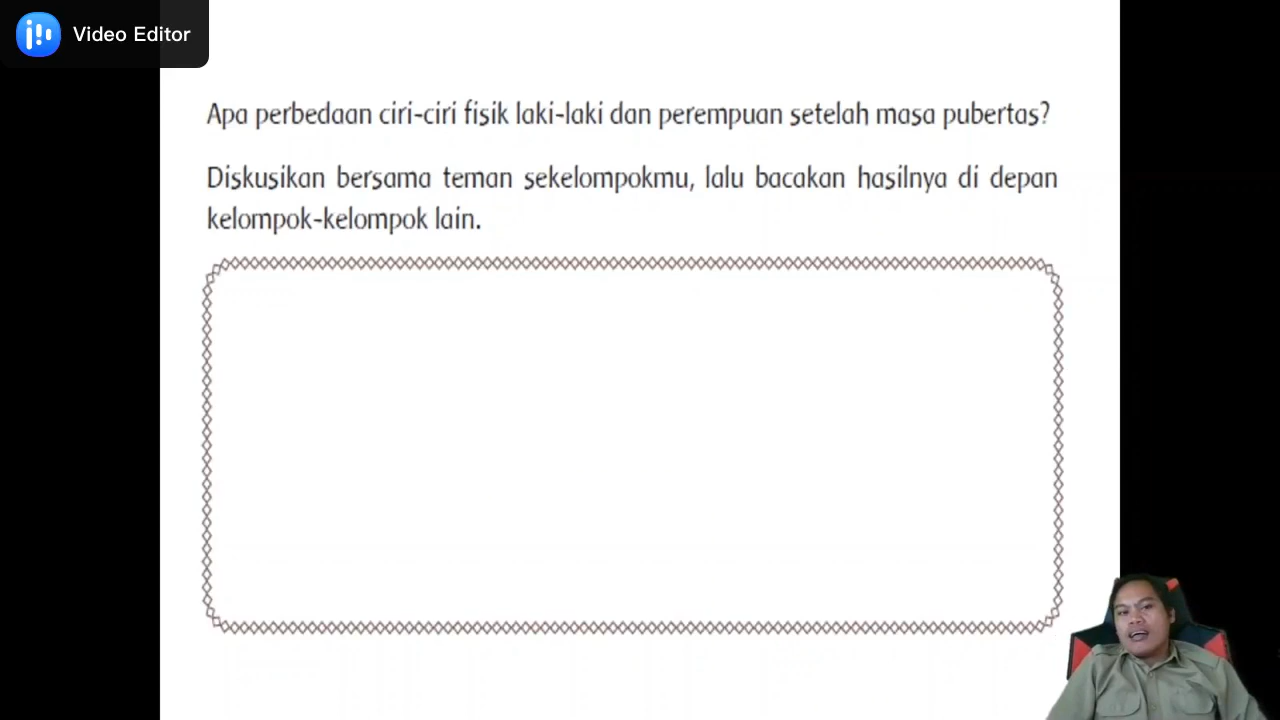 Video Editor
Apa perbedaan ciri-ciri fisik laki-laki dan perempuan setelah masa pubertas?
Diskusikan bersama teman sekelompokmu, lalu bacakan hasilnya di depan
kelompok-kelompok lain.